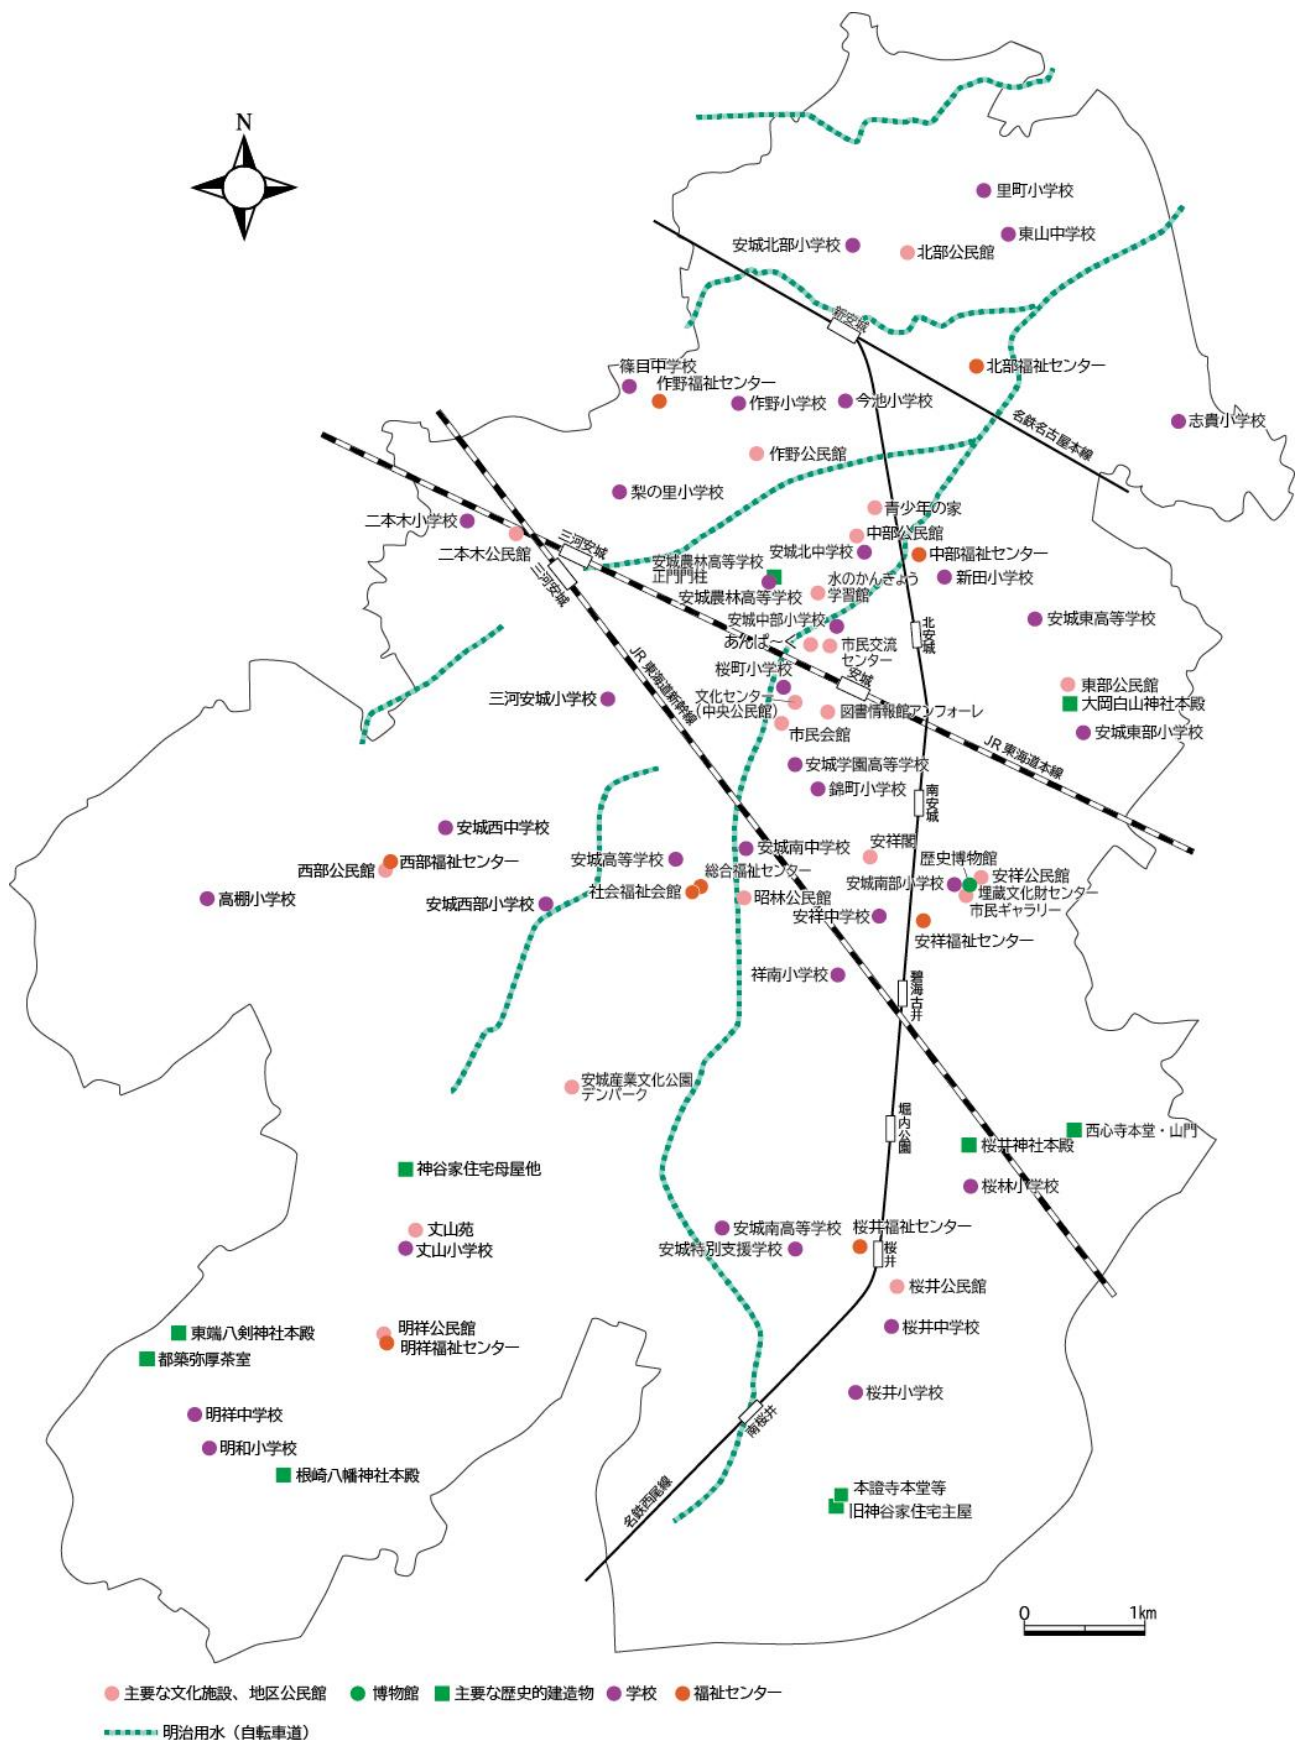 N
里町小学校
東山中学校
安城北部小学校
北部公民館
新安城
北部福祉センター
篠目中学校
作野福祉センター
作野小学校
今池小学校
志貴小学校
名鉄名古屋本線
作野公民館
梨の里小学校
青少年の家
二本木小学校
二本木公民館
三河安城
三河安城
中部公民館
安城北中学校
中部福祉センター
安城農林高等学校
正門門柱
安城農林高等学校
水のかんきょう
学習館
新田小学校
安城中部小学校
北安城
安城東高等学校
あんぱ〜く
市民交流
センター
JR 東海道新幹線
桜町小学校
安城
東部公民館
大岡白山神社本殿
三河安城小学校
文化センター
（中央公民館）
図書情報館アンフォーレ
市民会館
安城東部小学校
JR 東海道本線
安城学園高等学校
錦町小学校
南安城
安城西中学校
西部公民館
西部福祉センター
安城高等学校
安城南中学校
安祥閣
総合福祉センター
社会福祉会館
歴史博物館
安城南部小学校
安祥公民館
埋蔵文化財センター
市民ギャラリー
高棚小学校
安城西部小学校
昭林公民館
安祥中学校
安祥福祉センター
祥南小学校
碧海古井
安城産業文化公園
デンパーク
堀内公園
西心寺本堂・山門
桜井神社本殿
神谷家住宅母屋他
桜林小学校
丈山苑
丈山小学校
安城南高等学校
桜井福祉センター
安城特別支援学校
桜井
桜井公民館
東端八剣神社本殿
都築弥厚茶室
明祥公民館
明祥福祉センター
桜井中学校
桜井小学校
明祥中学校
明和小学校
根崎八幡神社本殿
南桜井
名鉄西尾線
本證寺本堂等
旧神谷家住宅主屋
0 1km
主要な文化施設、地区公民館 博物館 主要な歴史的建造物 学校 福祉センター
明治用水（自転車道）